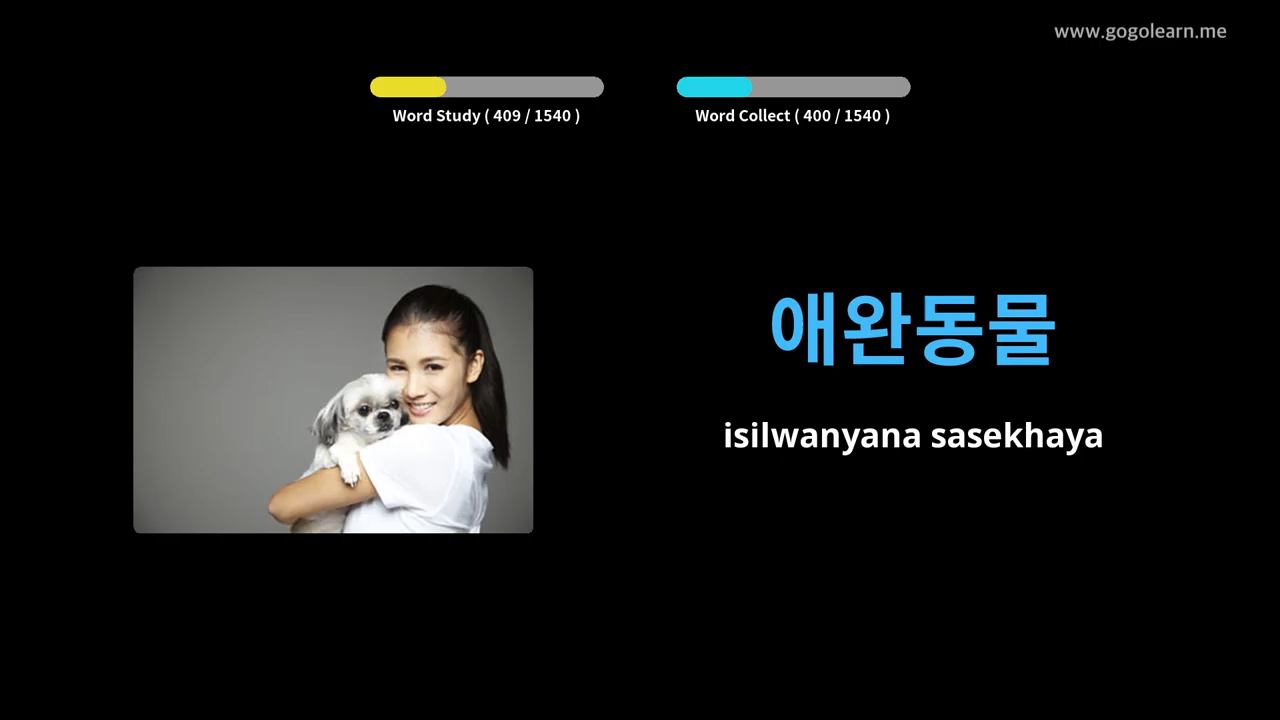 www.gogolearn.me
Word Study ( 409 / 1540 )
Word Collect ( 400 / 1540 )
애완동물
isilwanyana sasekhaya